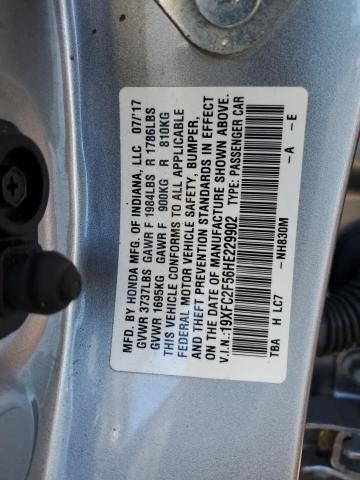 MFD. BY HONDA MFG. OF INDIANA, LLC 07/'17
GVWR 3737LBS GAWR F 1984LBS R 1786LBS
GVWR 1695KG GAWR F 900KG R 810KG
THIS VEHICLE CONFORMS TO ALL APPLICABLE
FEDERAL MOTOR VEHICLE SAFETY, BUMPER,
AND THEFT PREVENTION STANDARDS IN EFFECT
ON THE DATE OF MANUFACTURE SHOWN ABOVE.
V.I.N.:19XFC2F56HE229902 TYPE: PASSENGER CAR
NH830M — A — E
TBA H LC7